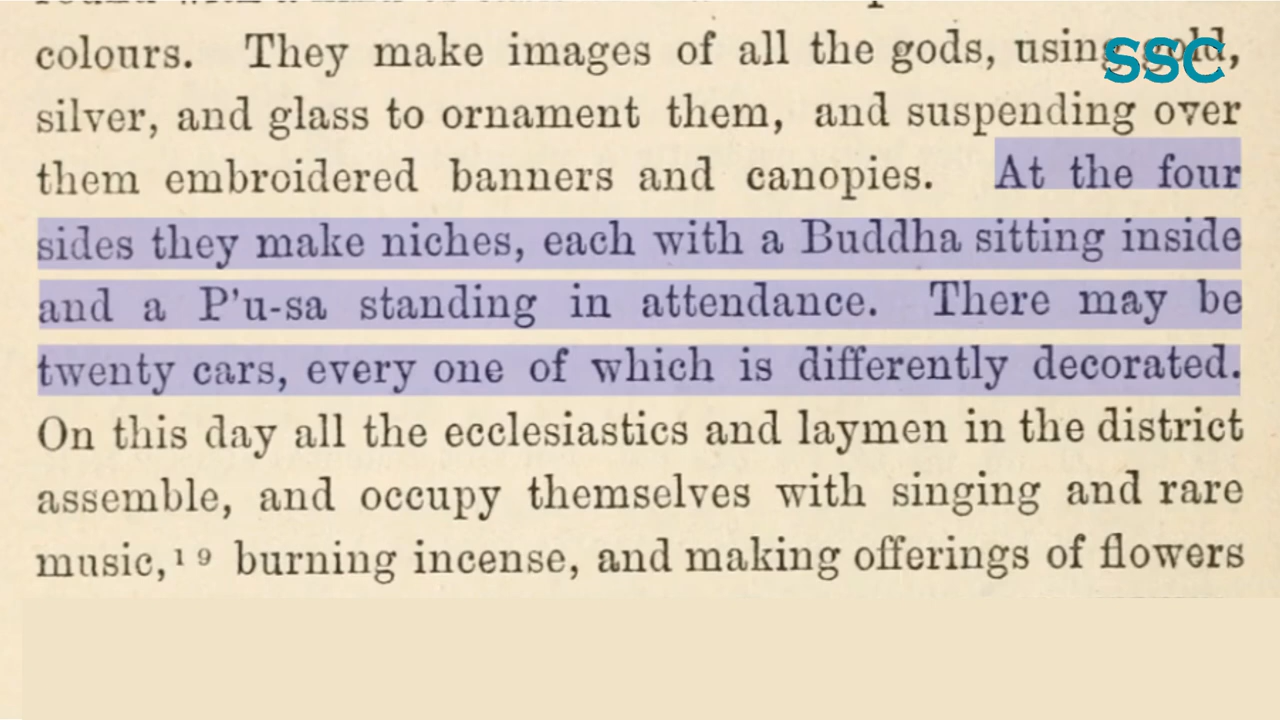 colours. They make images of all the gods, using gold,
SSC
silver, and glass to ornament them, and suspending over
them embroidered banners and canopies. At the four
sides they make niches, each with a Buddha sitting inside
and a P'u-sa standing in attendance. There may be
twenty cars, every one of which is differently decorated.
On this day all the ecclesiastics and laymen in the district
assemble, and occupy themselves with singing and rare
music,¹⁹ burning incense, and making offerings of flowers